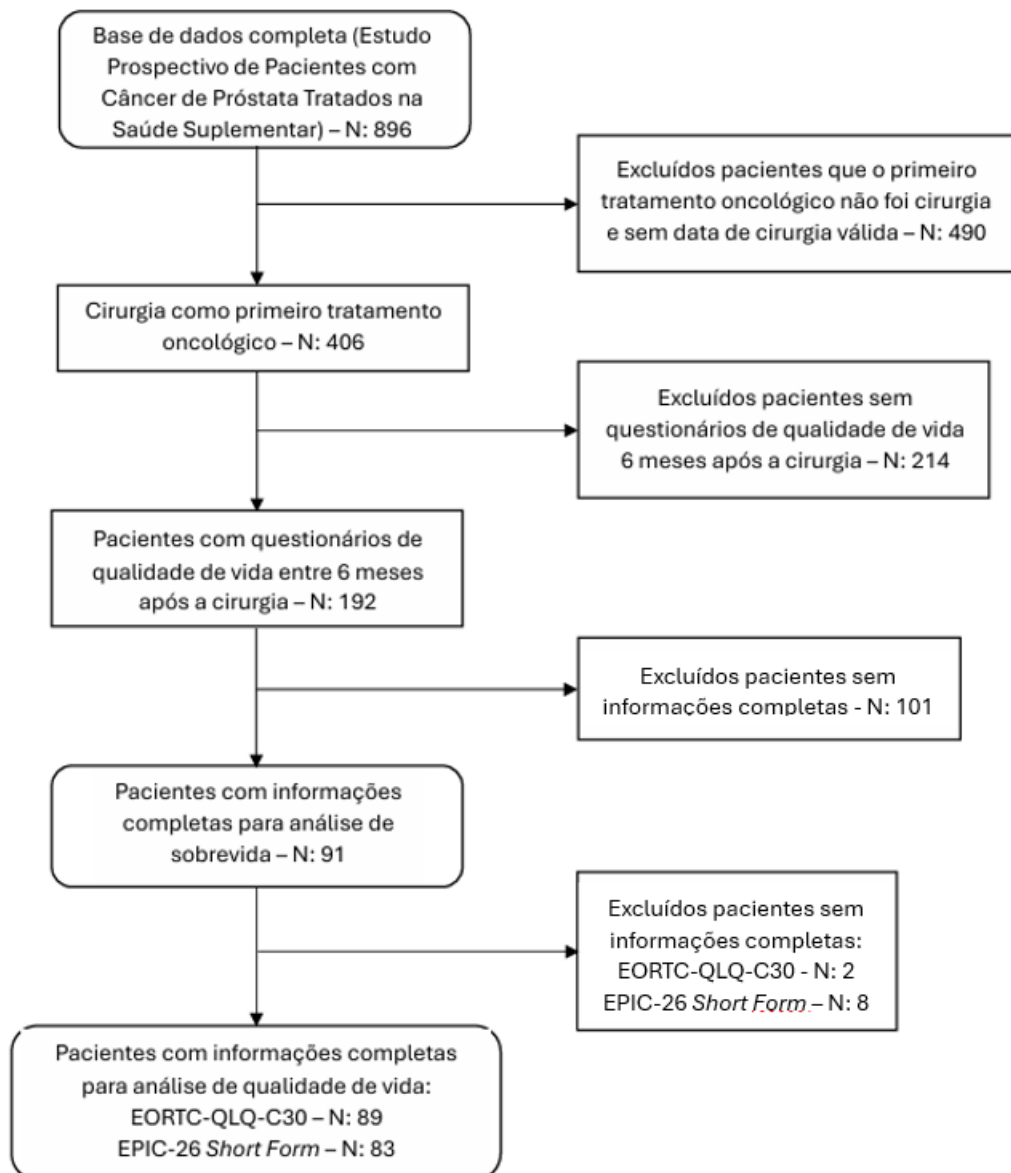 Base de dados completa (Estudo
Prospectivo de Pacientes com
Câncer de Próstata Tratados na
Saúde Suplementar) – N: 896
Excluídos pacientes que o primeiro
tratamento oncológico não foi cirurgia
e sem data de cirurgia válida – N: 490
Cirurgia como primeiro tratamento
oncológico – N: 406
Excluídos pacientes sem
questionários de qualidade de vida
6 meses após a cirurgia – N: 214
Pacientes com questionários de
qualidade de vida entre 6 meses
após a cirurgia – N: 192
Excluídos pacientes sem
informações completas - N: 101
Pacientes com informações
completas para análise de
sobrevida – N: 91
Excluídos pacientes sem
informações completas:
EORTC-QLQ-C30 - N: 2
EPIC-26 Short Form – N: 8
Pacientes com informações completas
para análise de qualidade de vida:
EORTC-QLQ-C30 – N: 89
EPIC-26 Short Form – N: 83